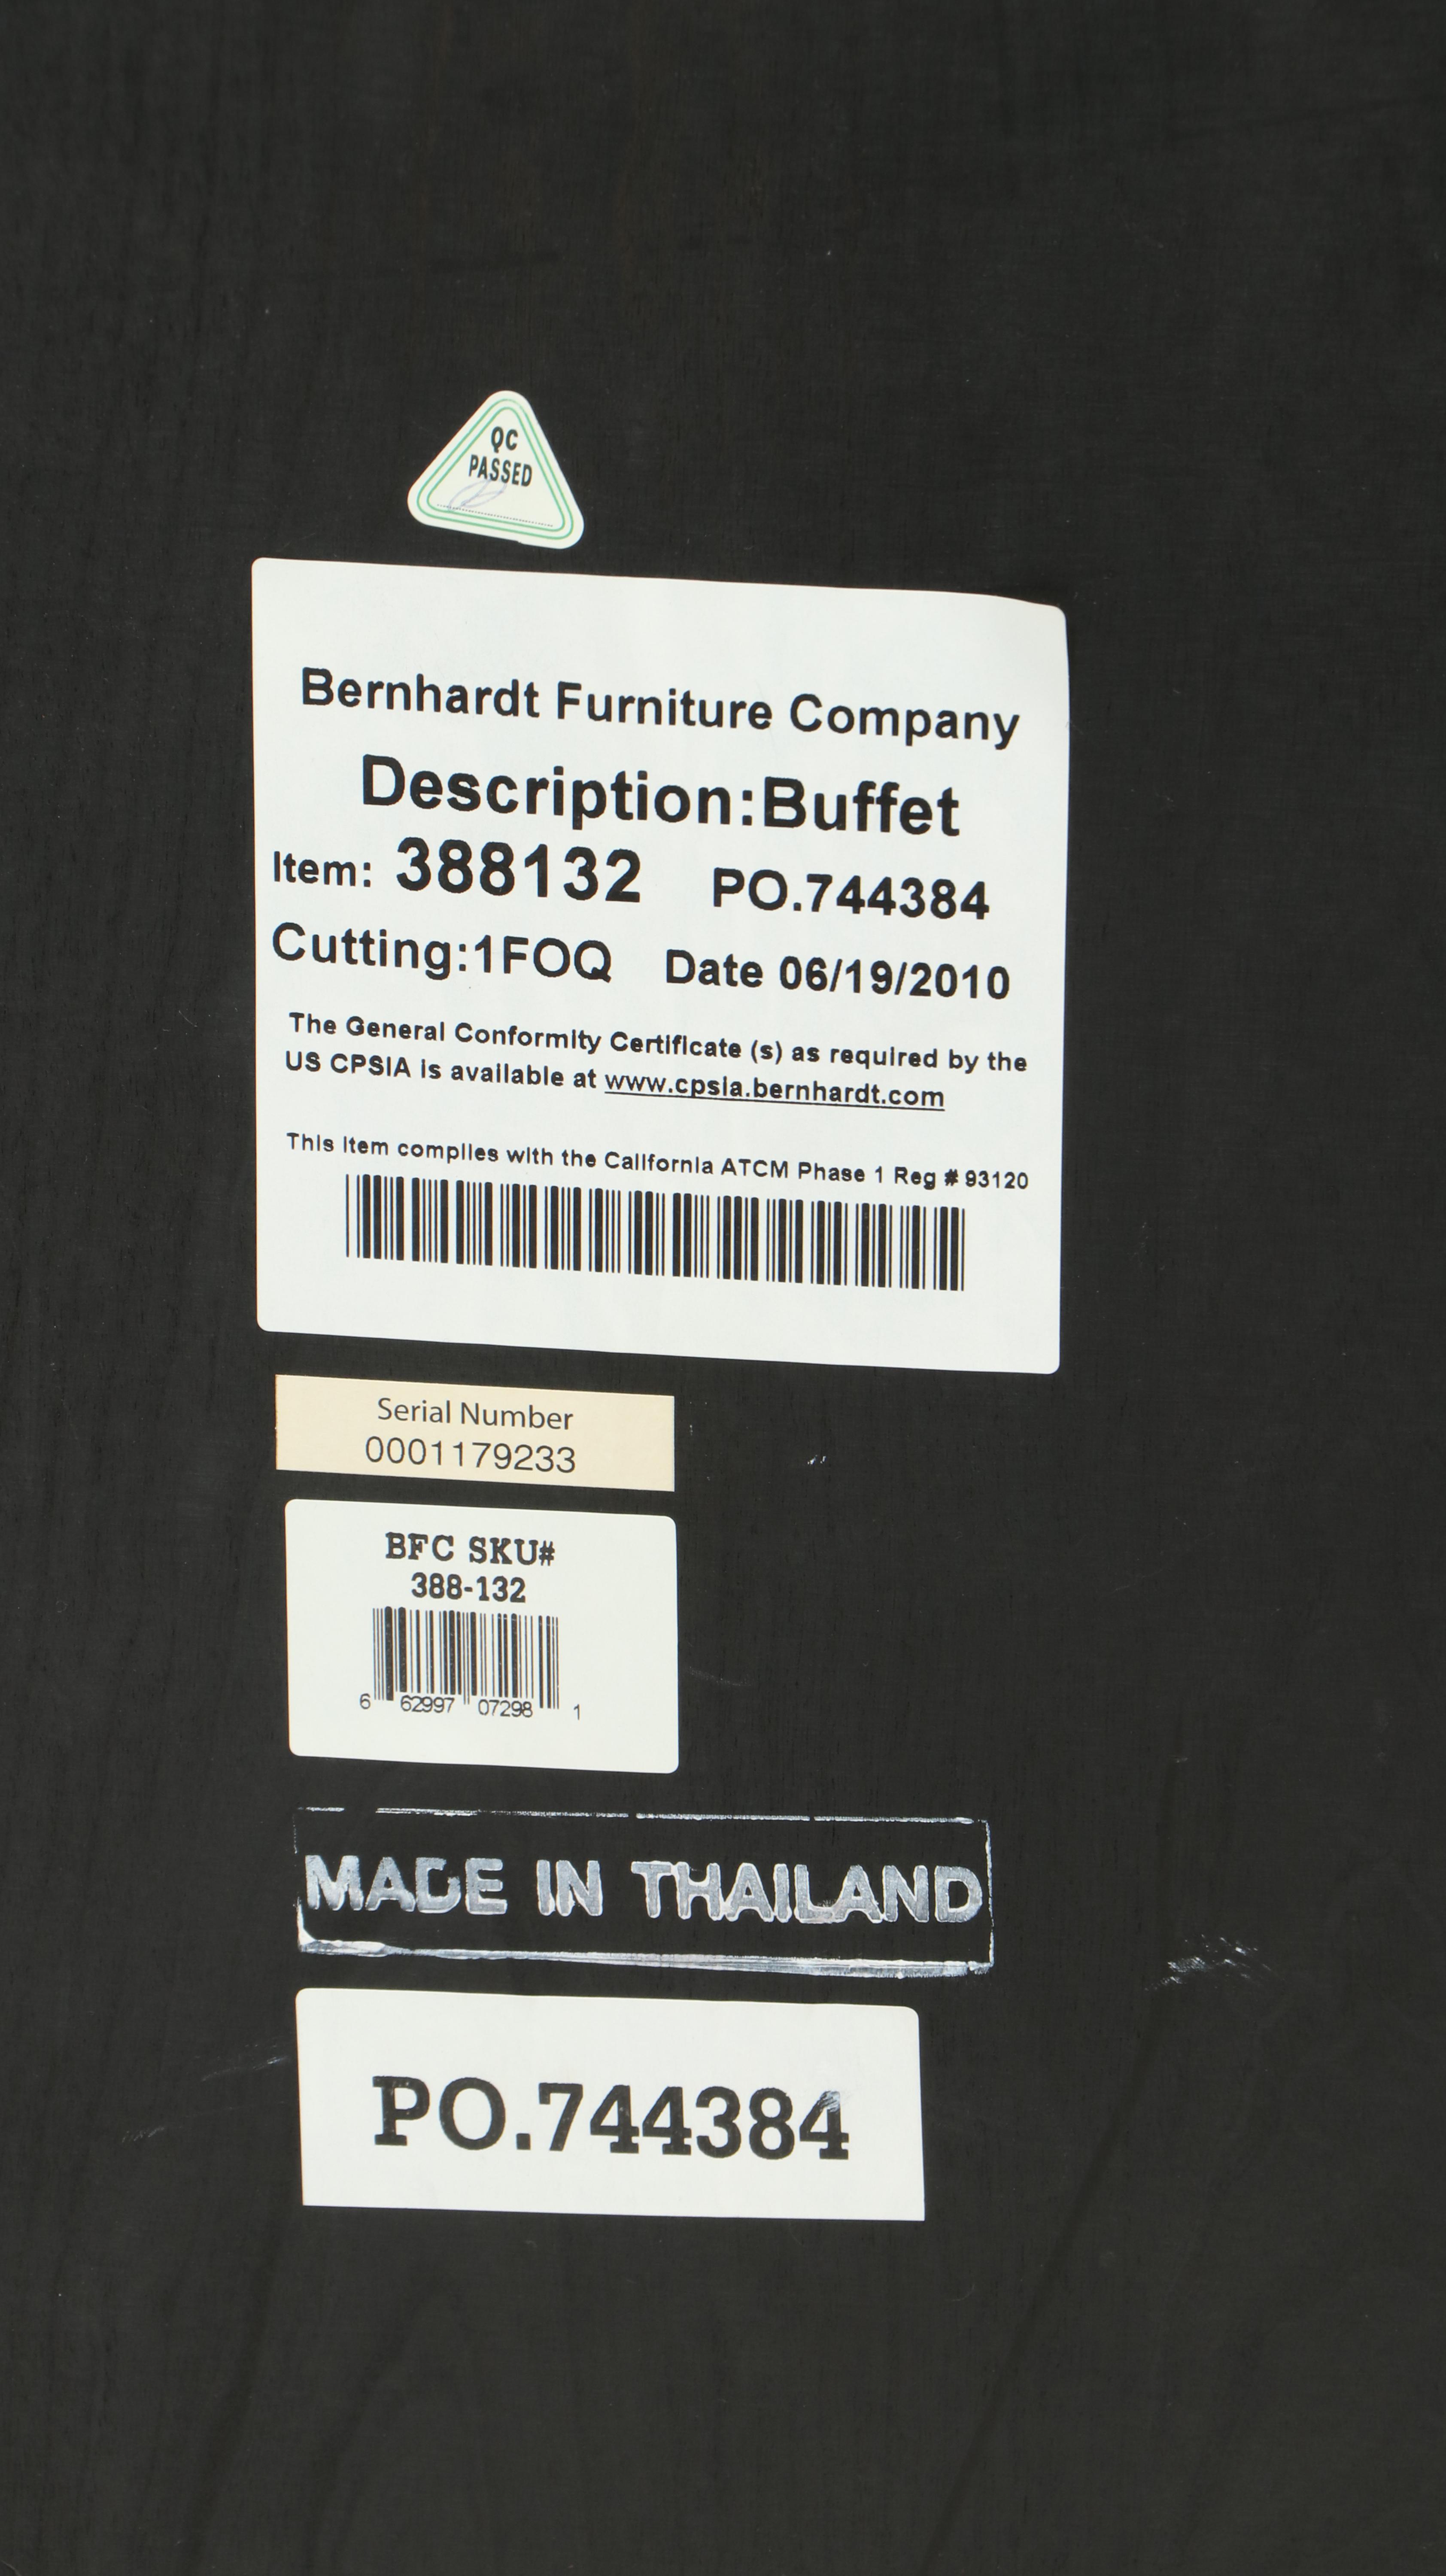 QC
PASSED
Bernhardt Furniture Company
Description:Buffet
Item: 388132 PO.744384
Cutting:1FOQ Date 06/19/2010
The General Conformity Certificate (s) as required by the
US CPSIA is available at www.cpsia.bernhardt.com
This item complies with the California ATCM Phase 1 Reg # 93120
Serial Number
0001179233
BFC SKU#
388-132
6 62997 07298 1
MADE IN THAILAND
PO.744384